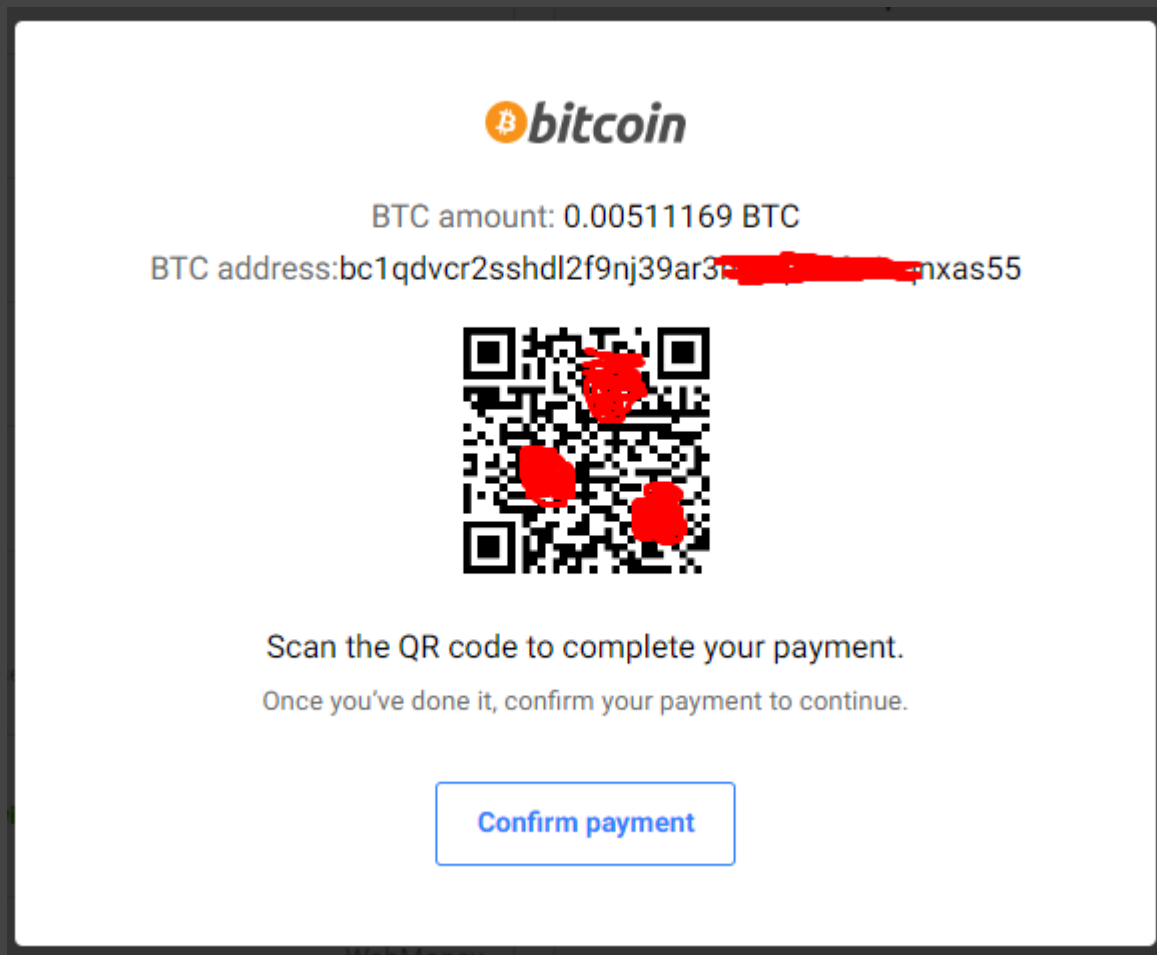 bitcoin
BTC amount: 0.00511169 BTC
BTC address:bc1qdvcr2sshdl2f9nj39ar3 nxas55
Scan the QR code to complete your payment.
Once you've done it, confirm your payment to continue.
Confirm payment